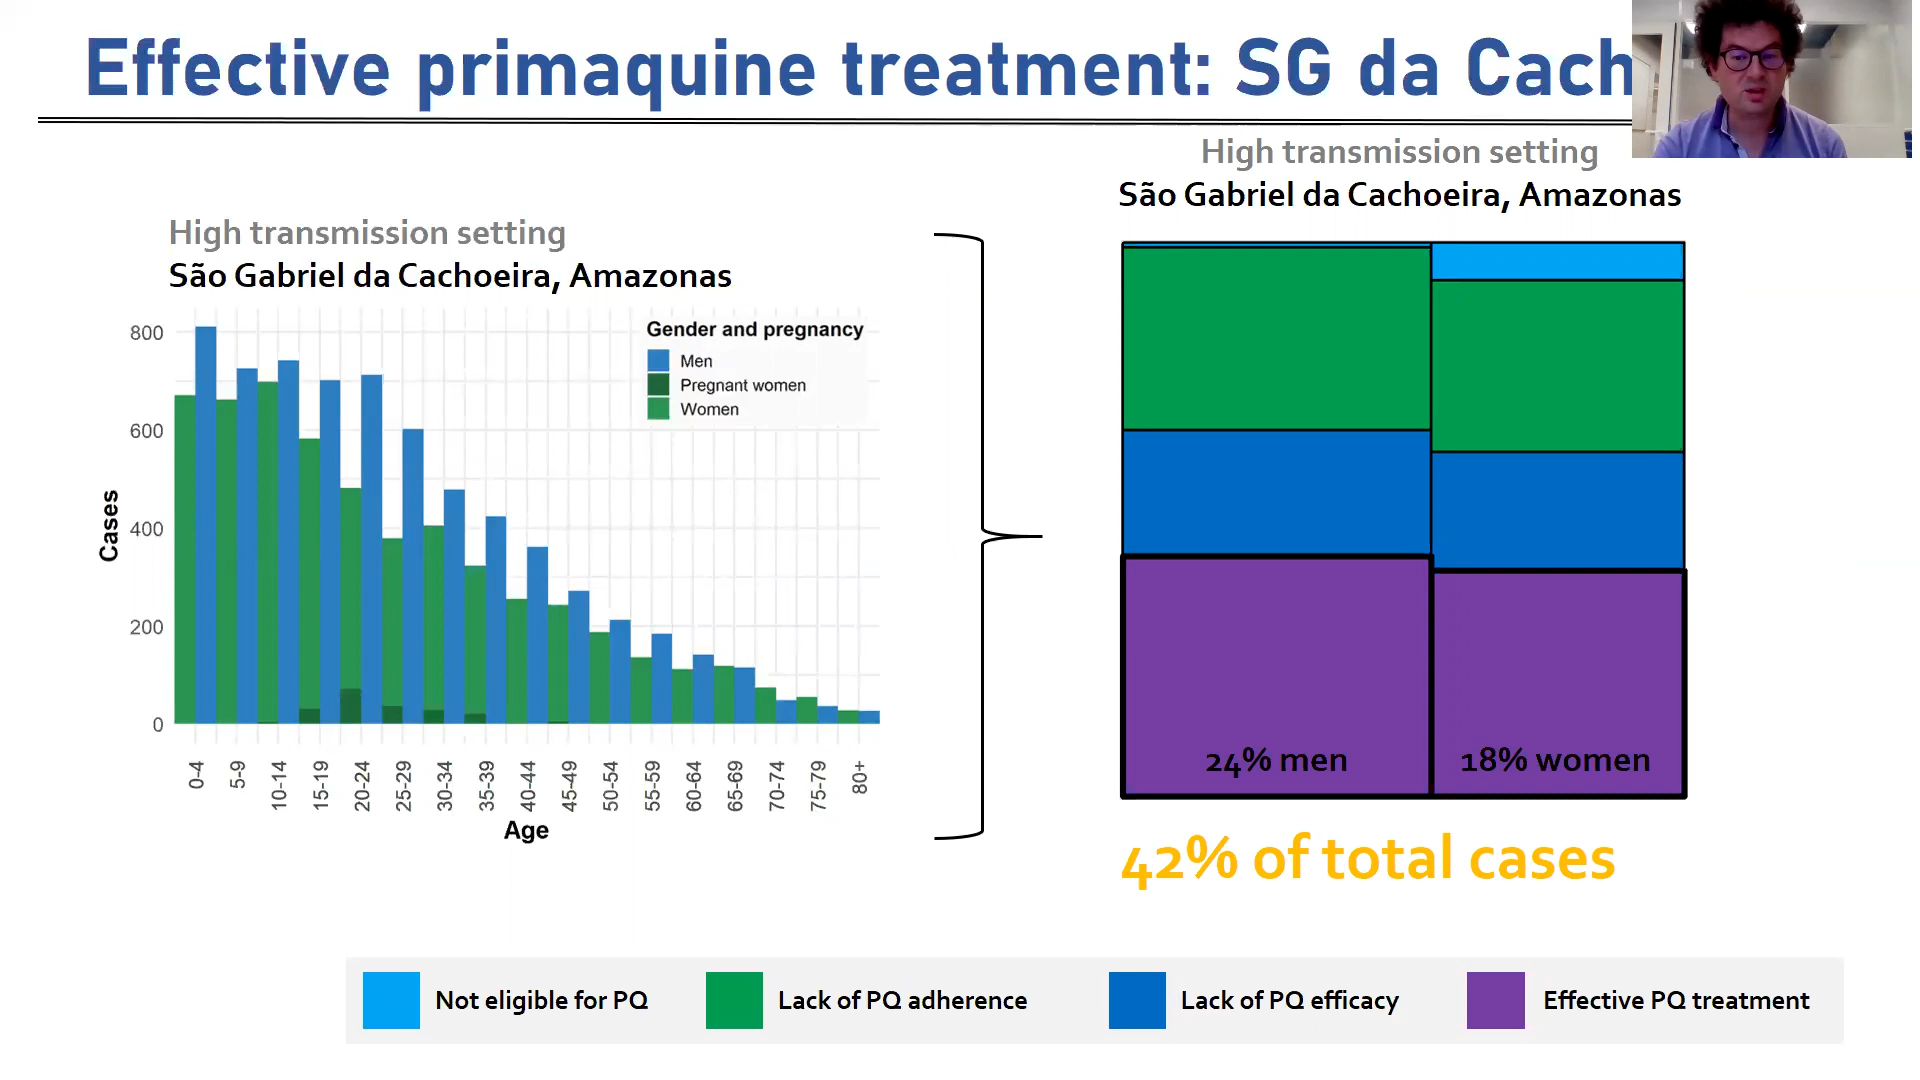 Effective primaquine treatment: SG da Cach
High transmission setting
São Gabriel da Cachoeira, Amazonas
High transmission setting
São Gabriel da Cachoeira, Amazonas
Gender and pregnancy
Men
Pregnant women
Women
Cases
800
600
400
200
0
0-4
5-9
10-14
15-19
20-24
25-29
30-34
35-39
40-44
45-49
50-54
55-59
60-64
65-69
70-74
75-79
80+
Age
24% men
18% women
42% of total cases
Not eligible for PQ
Lack of PQ adherence
Lack of PQ efficacy
Effective PQ treatment